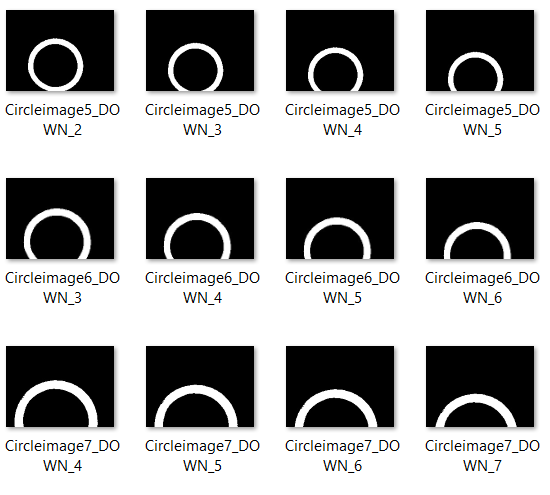 Circleimage5_DO Circleimage5_DO Circleimage5_DO Circleimage5_DO
WN_2 WN_3 WN_4 WN_5
Circleimage6_DO Circleimage6_DO Circleimage6_DO Circleimage6_DO
WN_3 WN_4 WN_5 WN_6
Circleimage7_DO Circleimage7_DO Circleimage7_DO Circleimage7_DO
WN_4 WN_5 WN_6 WN_7